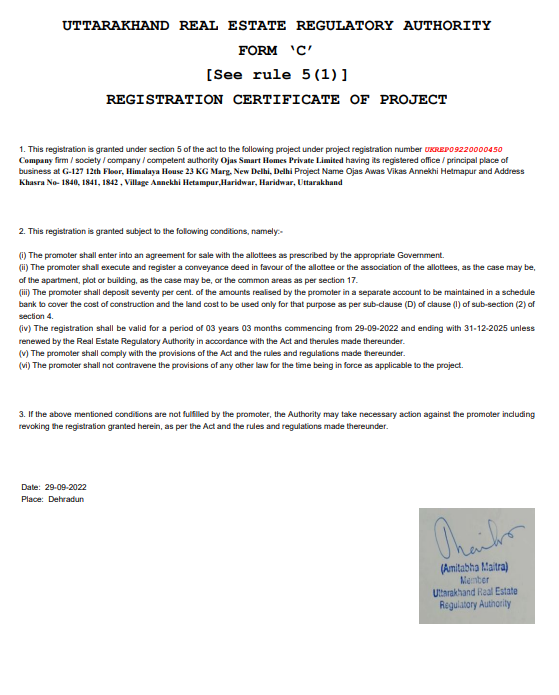 UTTARAKHAND REAL ESTATE REGULATORY AUTHORITY
FORM ‘C’
[See rule 5(1)]
REGISTRATION CERTIFICATE OF PROJECT
1. This registration is granted under section 5 of the act to the following project under project registration number UKREP09220000450
Company firm / society / company / competent authority Ojas Smart Homes Private Limited having its registered office / principal place of
business at G-127 12th Floor, Himalaya House 23 KG Marg, New Delhi, Delhi Project Name Ojas Awas Vikas Annekhi Hetmapur and Address
Khasra No- 1840, 1841, 1842 , Village Annekhi Hetampur,Haridwar, Haridwar, Uttarakhand
2. This registration is granted subject to the following conditions, namely:-
(i) The promoter shall enter into an agreement for sale with the allottees as prescribed by the appropriate Government.
(ii) The promoter shall execute and register a conveyance deed in favour of the allottee or the association of the allottees, as the case may be,
of the apartment, plot or building, as the case may be, or the common areas as per section 17.
(iii) The promoter shall deposit seventy per cent. of the amounts realised by the promoter in a separate account to be maintained in a schedule
bank to cover the cost of construction and the land cost to be used only for that purpose as per sub-clause (D) of clause (l) of sub-section (2) of
section 4.
(iv) The registration shall be valid for a period of 03 years 03 months commencing from 29-09-2022 and ending with 31-12-2025 unless
renewed by the Real Estate Regulatory Authority in accordance with the Act and therules made thereunder.
(v) The promoter shall comply with the provisions of the Act and the rules and regulations made thereunder.
(vi) The promoter shall not contravene the provisions of any other law for the time being in force as applicable to the project.
3. If the above mentioned conditions are not fulfilled by the promoter, the Authority may take necessary action against the promoter including
revoking the registration granted herein, as per the Act and the rules and regulations made thereunder.
Date: 29-09-2022
Place: Dehradun
(Amitabha Maitra)
Member
Uttarakhand Real Estate
Regulatory Authority